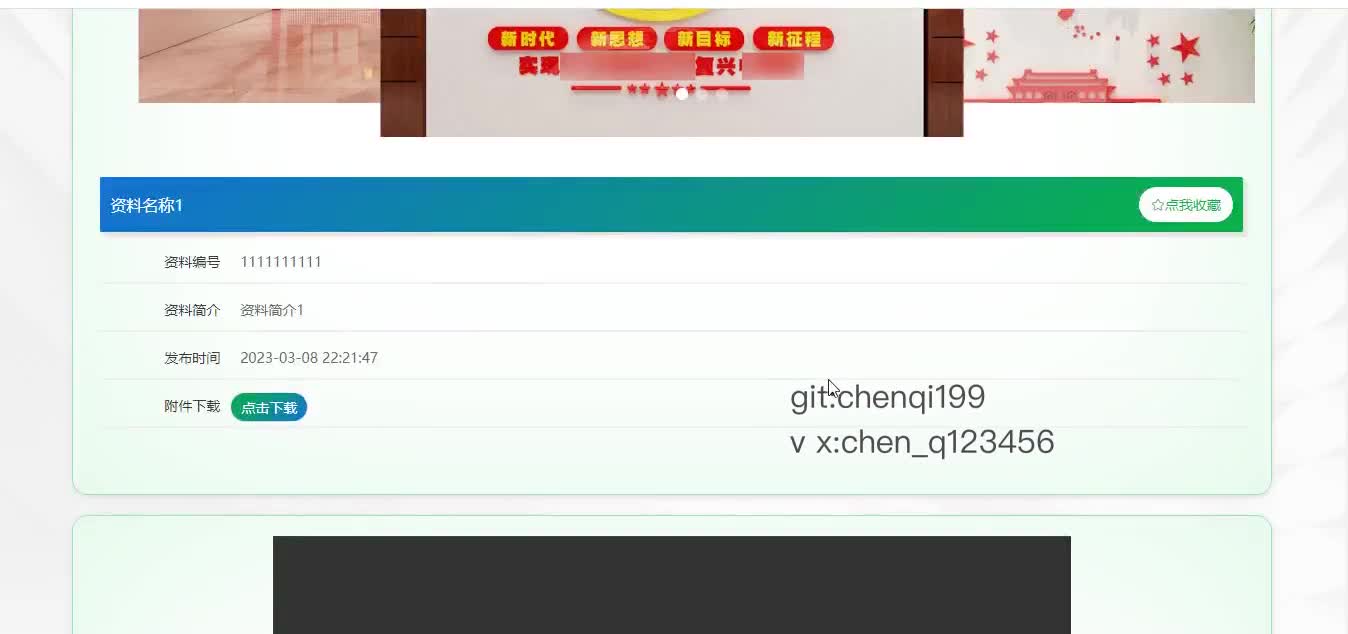 新时代 新思想 新目标 新征程
实现 复兴
资料名称1 ☆点我收藏
资料编号 1111111111
资料简介 资料简介1
发布时间 2023-03-08 22:21:47
附件下载 点击下载
git:chenqi199
v x:chen_q123456